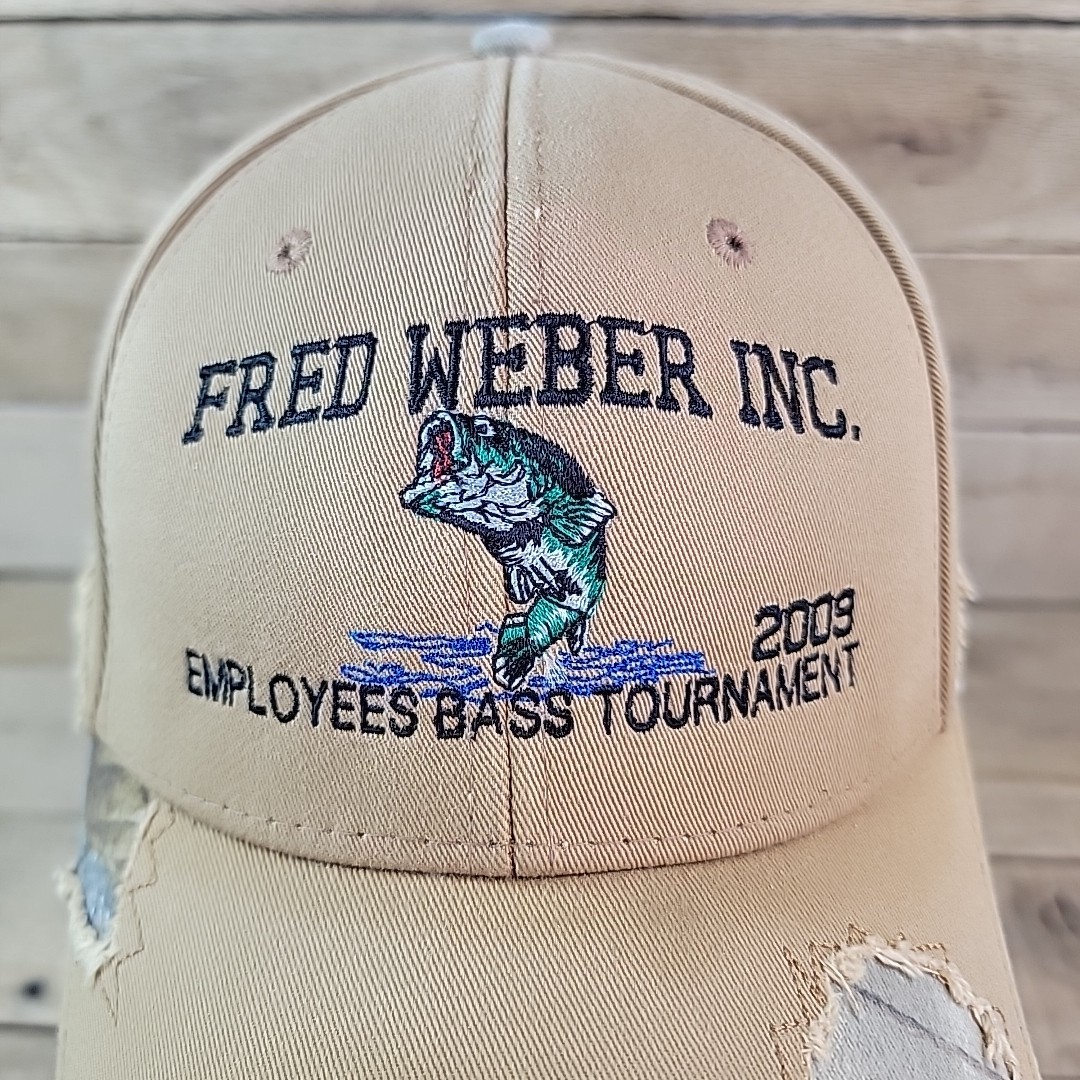 FRED WEBER INC.
2009
EMPLOYEES BASS TOURNAMENT